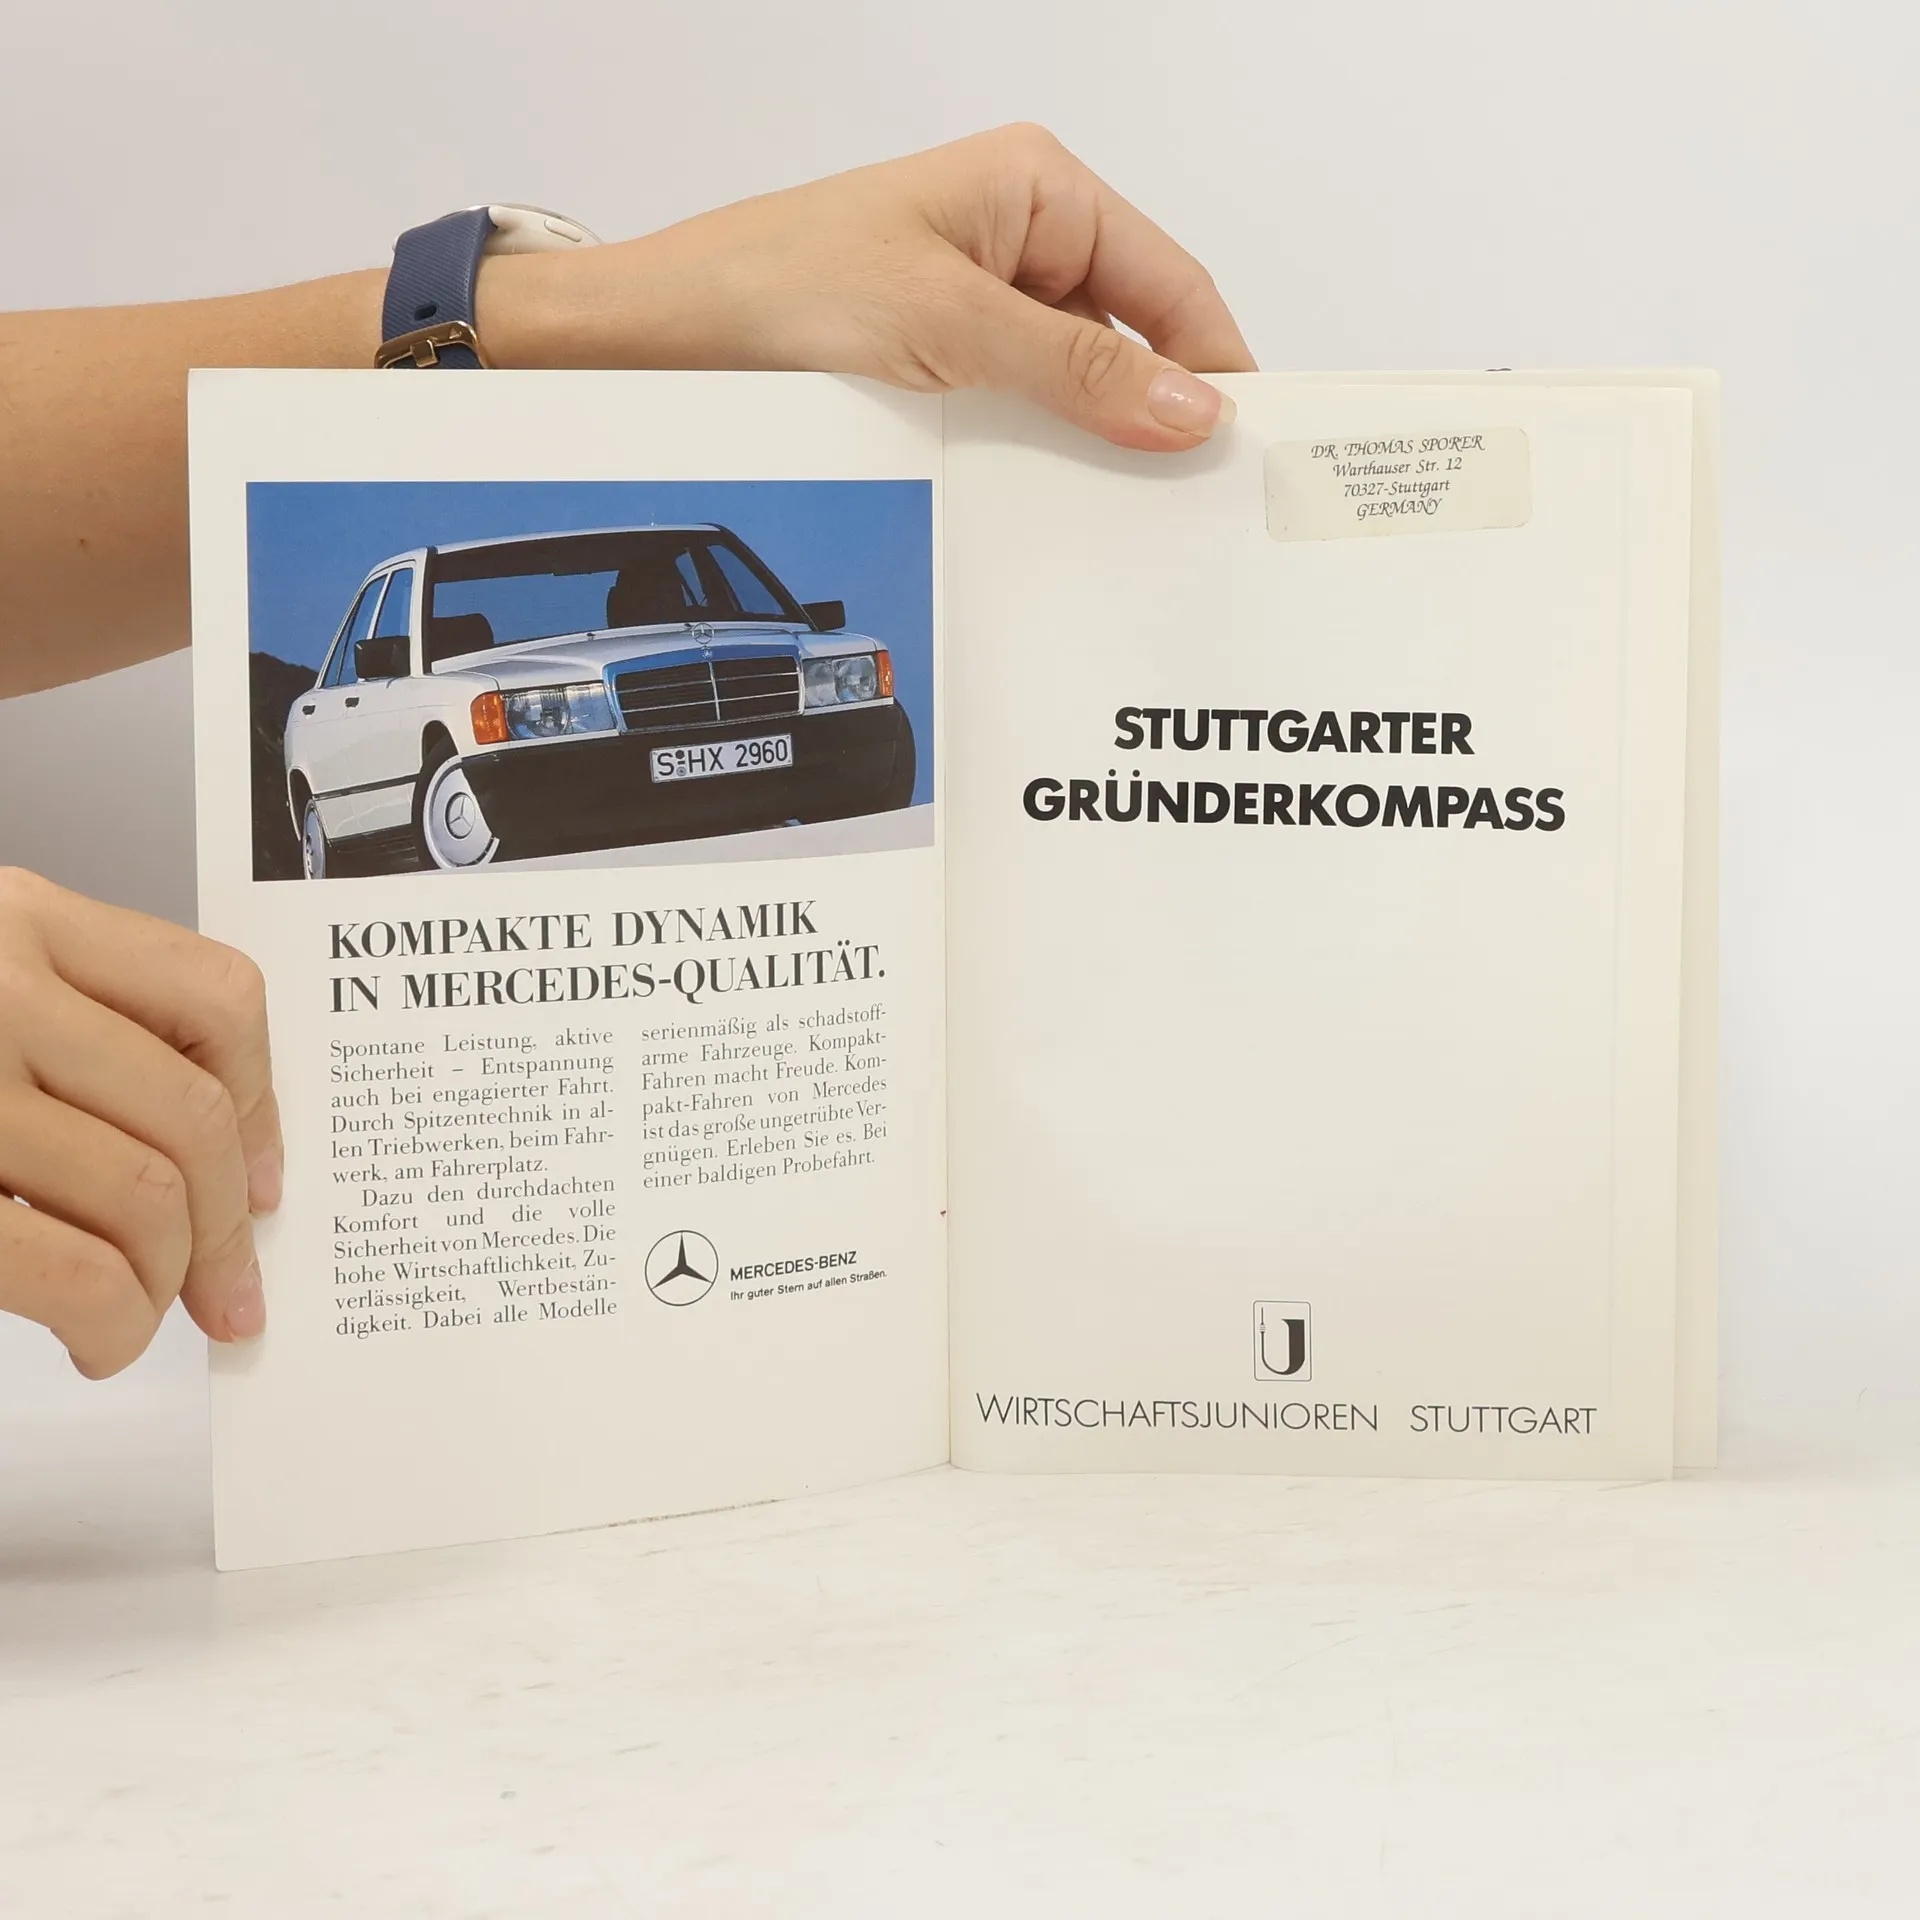 S HX 2960
KOMPAKTE DYNAMIK
IN MERCEDES-QUALITÄT.
Spontane Leistung, aktive
Sicherheit – Entspannung
auch bei engagierter Fahrt.
Durch Spitzentechnik in al-
len Triebwerken, beim Fahr-
werk, am Fahrerplatz.
Dazu den durchdachten
Komfort und die volle
Sicherheit von Mercedes. Die
hohe Wirtschaftlichkeit, Zu-
verlässigkeit, Wertbestän-
digkeit. Dabei alle Modelle
serienmäßig als schadstoff-
arme Fahrzeuge. Kompakt-
Fahren macht Freude. Kom-
pakt-Fahren von Mercedes
ist das große ungetrübte Ver-
gnügen. Erleben Sie es. Bei
einer baldigen Probefahrt.
MERCEDES-BENZ
Ihr guter Stern auf allen Straßen.
DR. THOMAS SPORER
Warthauser Str. 12
70327-Stuttgart
GERMANY
STUTTGARTER
GRÜNDERKOMPASS
WIRTSCHAFTSJUNIOREN STUTTGART